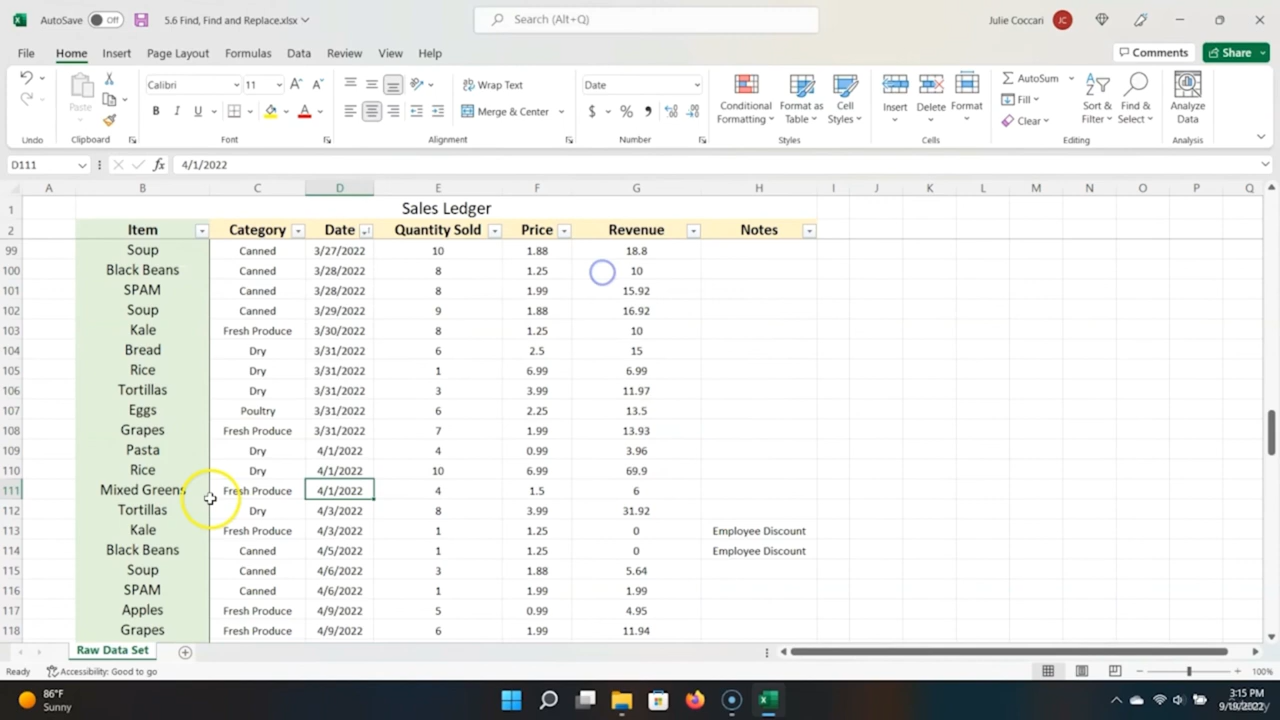 AutoSave Off 5.6 Find, Find and Replace.xlsx Search (Alt+Q) Julie Coccari JC
File Home Insert Page Layout Formulas Data Review View Help Comments Share
Calibri 11 Wrap Text Date AutoSum
Paste Merge & Center Conditional Formatting Format as Table Cell Styles Insert Delete Format Fill Clear Sort & Filter Find & Select Analyze Data
Undo Clipboard Font Alignment Number Styles Cells Editing Analysis
D111 fx 4/1/2022
A B C D E F G H I J K L M N O P Q
1 Sales Ledger
2 Item Category Date Quantity Sold Price Revenue Notes
99 Soup Canned 3/27/2022 10 1.88 18.8
100 Black Beans Canned 3/28/2022 8 1.25 10
101 SPAM Canned 3/28/2022 8 1.99 15.92
102 Soup Canned 3/29/2022 9 1.88 16.92
103 Kale Fresh Produce 3/30/2022 8 1.25 10
104 Bread Dry 3/31/2022 6 2.5 15
105 Rice Dry 3/31/2022 1 6.99 6.99
106 Tortillas Dry 3/31/2022 3 3.99 11.97
107 Eggs Poultry 3/31/2022 6 2.25 13.5
108 Grapes Fresh Produce 3/31/2022 7 1.99 13.93
109 Pasta Dry 4/1/2022 4 0.99 3.96
110 Rice Dry 4/1/2022 10 6.99 69.9
111 Mixed Greens Fresh Produce 4/1/2022 4 1.5 6
112 Tortillas Dry 4/3/2022 8 3.99 31.92
113 Kale Fresh Produce 4/3/2022 1 1.25 0 Employee Discount
114 Black Beans Canned 4/5/2022 1 1.25 0 Employee Discount
115 Soup Canned 4/6/2022 3 1.88 5.64
116 SPAM Canned 4/6/2022 1 1.99 1.99
117 Apples Fresh Produce 4/9/2022 5 0.99 4.95
118 Grapes Fresh Produce 4/9/2022 6 1.99 11.94
Raw Data Set
Ready Accessibility: Good to go 100%
86°F 3:15 PM
Sunny 9/19/2022